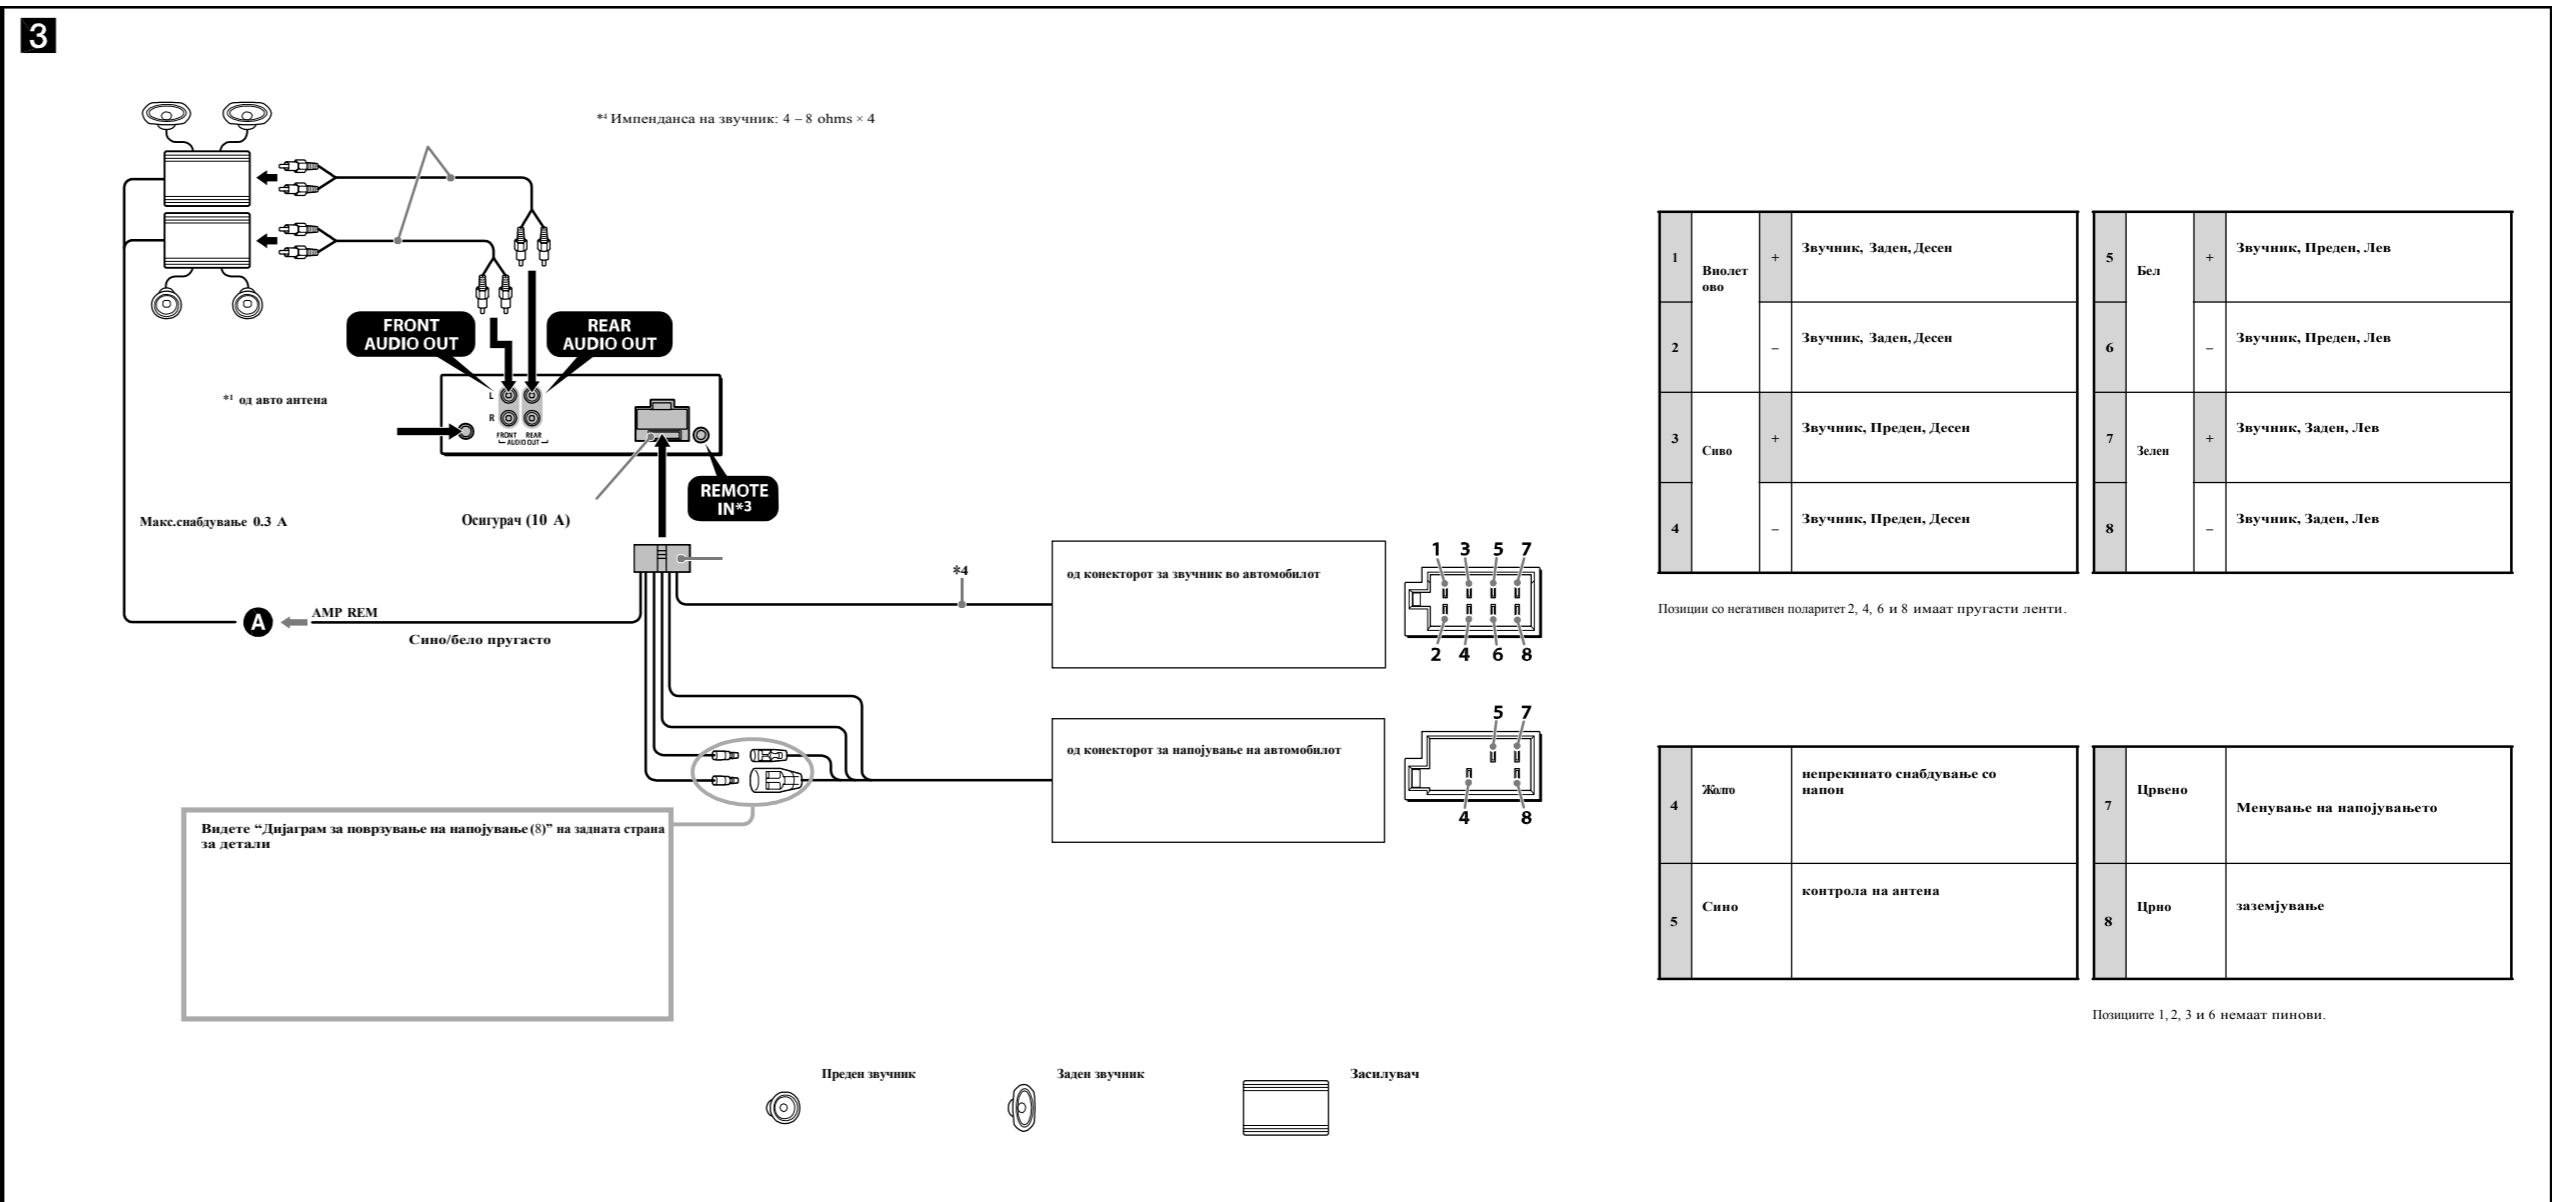 3
*4 Импенданса на звучник: 4 – 8 ohms × 4
FRONT
AUDIO OUT
REAR
AUDIO OUT
*1 од авто антена
L
R
FRONT REAR
AUDIO OUT
REMOTE
IN*3
Макс.снабдување 0.3 A
Осигурач (10 A)
*4
A
AMP REM
Сино/бело пругасто
од конекторот за звучник во автомобилот
1 3 5 7
2 4 6 8
од конекторот за напојување на автомобилот
5 7
4 8
Видете “Дијаграм за поврзување на напојување (8)” на задната страна
за детали
1
Виолет
ово
+
Звучник, Заден, Десен
2
–
Звучник, Заден, Десен
3
Сиво
+
Звучник, Преден, Десен
4
–
Звучник, Преден, Десен
5
Бел
+
Звучник, Преден, Лев
6
–
Звучник, Преден, Лев
7
Зелен
+
Звучник, Заден, Лев
8
–
Звучник, Заден, Лев
Позиции со негативен поларитет 2, 4, 6 и 8 имаат пругасти ленти.
4
Жолто
непрекинато снабдување со
напон
5
Сино
контрола на антена
7
Црвено
Менување на напојувањето
8
Црно
заземјување
Позициите 1, 2, 3 и 6 немаат пинови.
Преден звучник
Заден звучник
Засилувач